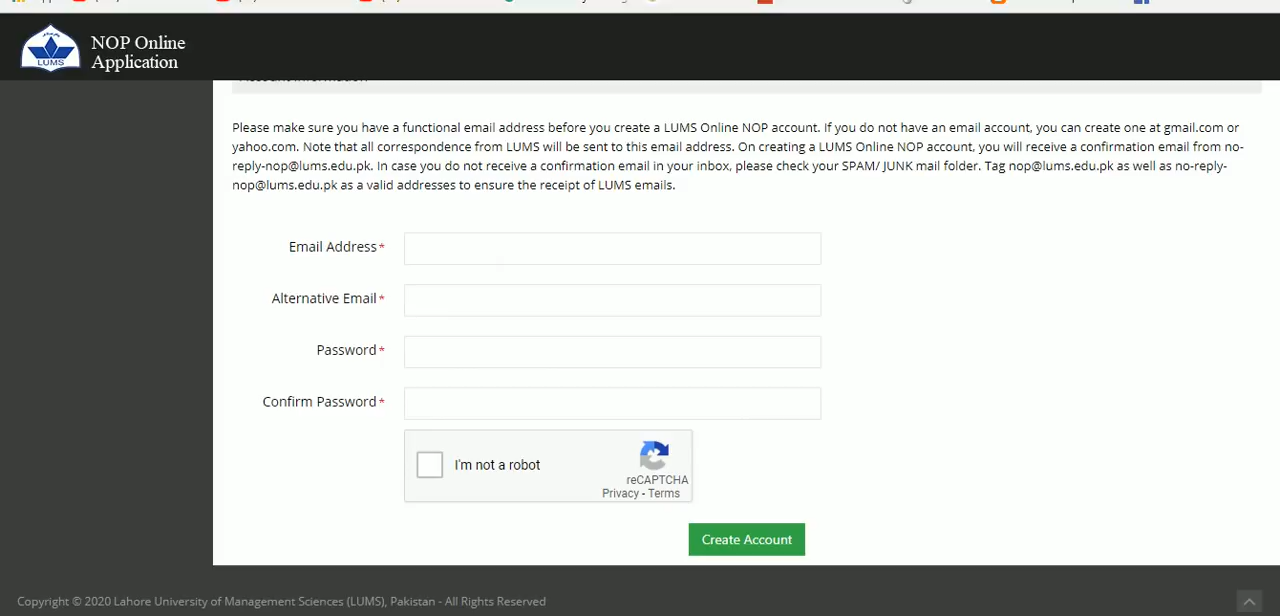 LUMS
NOP Online
Application
Account Information
Please make sure you have a functional email address before you create a LUMS Online NOP account. If you do not have an email account, you can create one at gmail.com or
yahoo.com. Note that all correspondence from LUMS will be sent to this email address. On creating a LUMS Online NOP account, you will receive a confirmation email from no-
reply-nop@lums.edu.pk. In case you do not receive a confirmation email in your inbox, please check your SPAM/ JUNK mail folder. Tag nop@lums.edu.pk as well as no-reply-
nop@lums.edu.pk as a valid addresses to ensure the receipt of LUMS emails.
Email Address*
Alternative Email*
Password*
Confirm Password*
I'm not a robot
reCAPTCHA
Privacy - Terms
Create Account
Copyright © 2020 Lahore University of Management Sciences (LUMS), Pakistan - All Rights Reserved